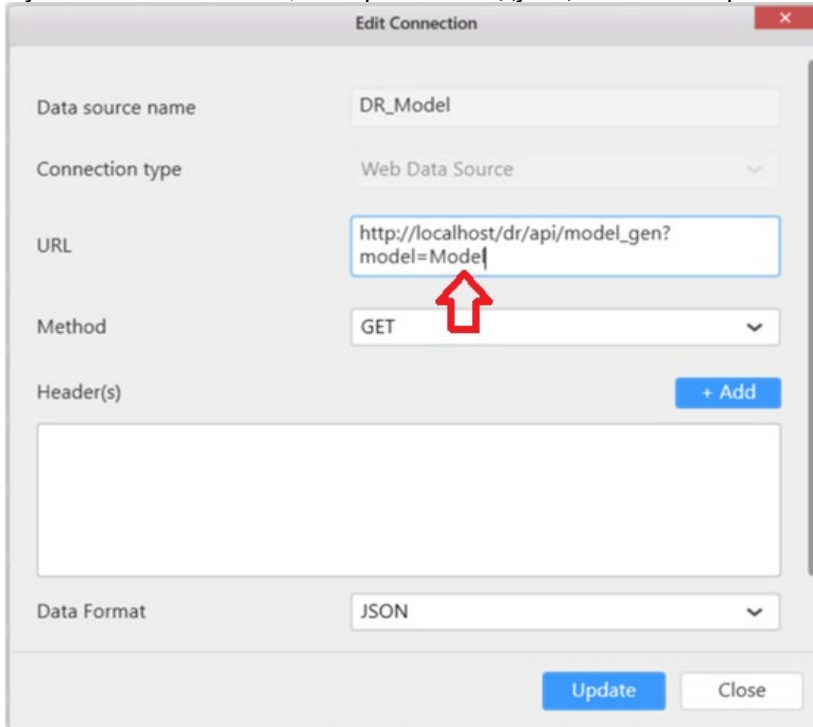 Edit Connection
Data source name
DR_Model
Connection type
Web Data Source
URL
http://localhost/dr/api/model_gen?
model=Model
Method
GET
Header(s)
+ Add
Data Format
JSON
Update
Close